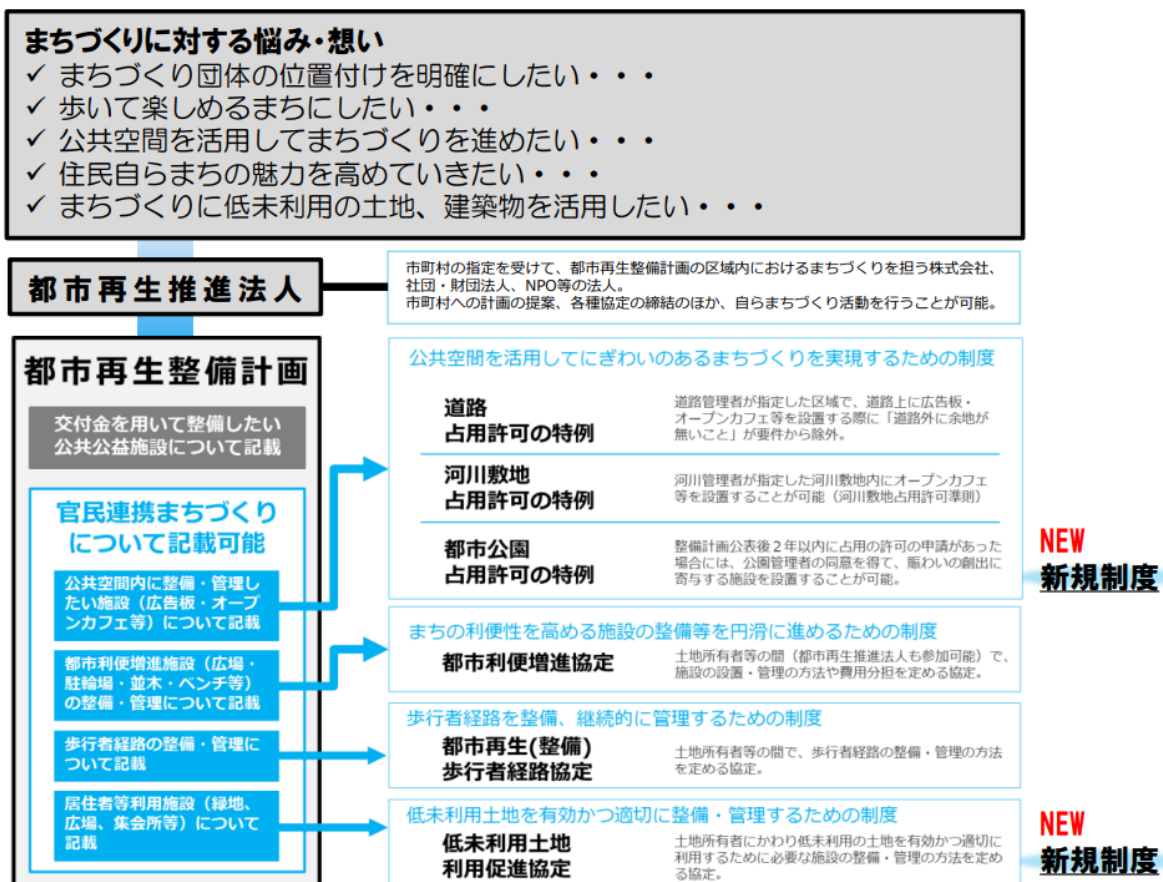 まちづくりに対する悩み・想い
✓ まちづくり団体の位置付けを明確にしたい・・・
✓ 歩いて楽しめるまちにしたい・・・
✓ 公共空間を活用してまちづくりを進めたい・・・
✓ 住民自らまちの魅力を高めていきたい・・・
✓ まちづくりに低未利用の土地、建築物を活用したい・・・
都市再生推進法人
市町村の指定を受けて、都市再生整備計画の区域内におけるまちづくりを担う株式会社、
社団・財団法人、NPO等の法人。
市町村への計画の提案、各種協定の締結のほか、自らまちづくり活動を行うことが可能。
都市再生整備計画
交付金を用いて整備したい
公共公益施設について記載
官民連携まちづくり
について記載可能
公共空間内に整備・管理し
たい施設（広告板・オープ
ンカフェ等）について記載
都市利便増進施設（広場・
駐輪場・並木・ベンチ等）
の整備・管理について記載
歩行者経路の整備・管理に
ついて記載
居住者等利用施設（緑地、
広場、集会所等）について
記載
公共空間を活用してにぎわいのあるまちづくりを実現するための制度
道路
占用許可の特例
道路管理者が指定した区域で、道路上に広告板・
オープンカフェ等を設置する際に「道路外に余地が
無いこと」が要件から除外。
河川敷地
占用許可の特例
河川管理者が指定した河川敷地内にオープンカフェ
等を設置することが可能（河川敷地占用許可準則）
都市公園
占用許可の特例
整備計画公表後２年以内に占用の許可の申請があった
場合には、公園管理者の同意を得て、賑わいの創出に
寄与する施設を設置することが可能。
NEW
新規制度
まちの利便性を高める施設の整備等を円滑に進めるための制度
都市利便増進協定
土地所有者等の間（都市再生推進法人も参加可能）で、
施設の設置・管理の方法や費用分担を定める協定。
歩行者経路を整備、継続的に管理するための制度
都市再生(整備)
歩行者経路協定
土地所有者等の間で、歩行者経路の整備・管理の方法
を定める協定。
低未利用土地を有効かつ適切に整備・管理するための制度
低未利用土地
利用促進協定
土地所有者にかわり低未利用の土地を有効かつ適切に
利用するために必要な施設の整備・管理の方法を定め
る協定。
NEW
新規制度